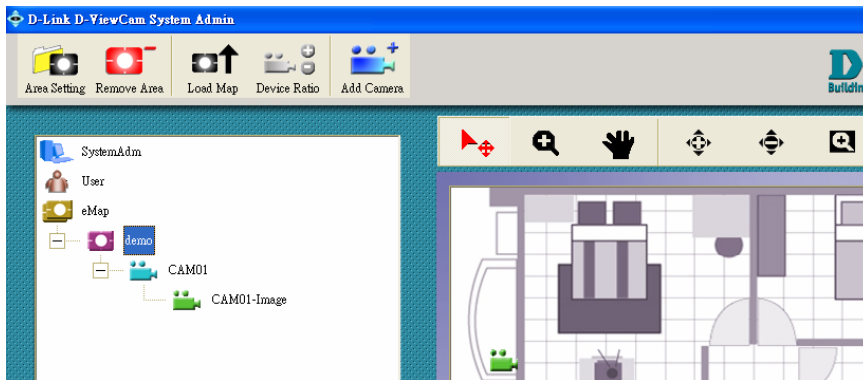 D-Link D-ViewCam System Admin
Area Setting Remove Area Load Map Device Ratio Add Camera
D
Buildin
SystemAdm
User
eMap
demo
CAM01
CAM01-Image